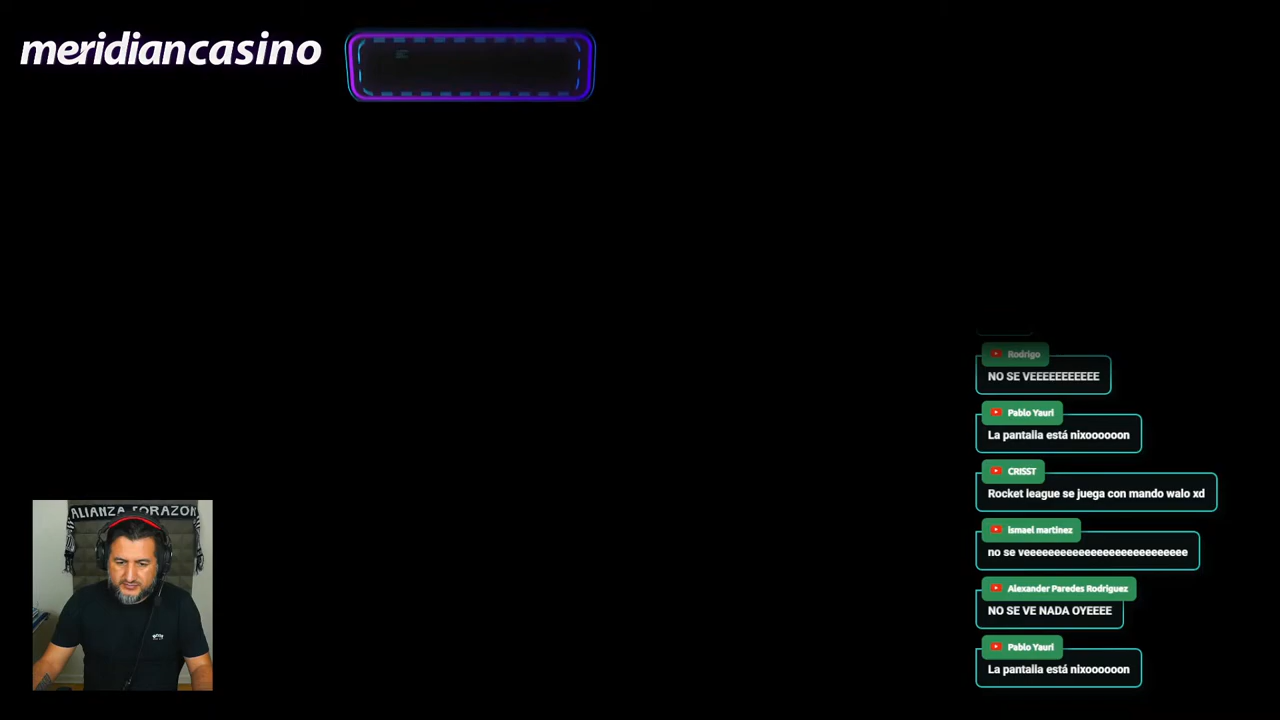 meridiancasino
Rodrigo
NO SE VEEEEEEEEEEE
Pablo Yauri
La pantalla está nixoooooon
CRISST
Rocket league se juega con mando walo xd
ismael martinez
no se veeeeeeeeeeeeeeeeeeeeeeeeeee
Alexander Paredes Rodriguez
NO SE VE NADA OYEEEE
Pablo Yauri
La pantalla está nixoooooon
ALIANZA CORAZON
BOSS